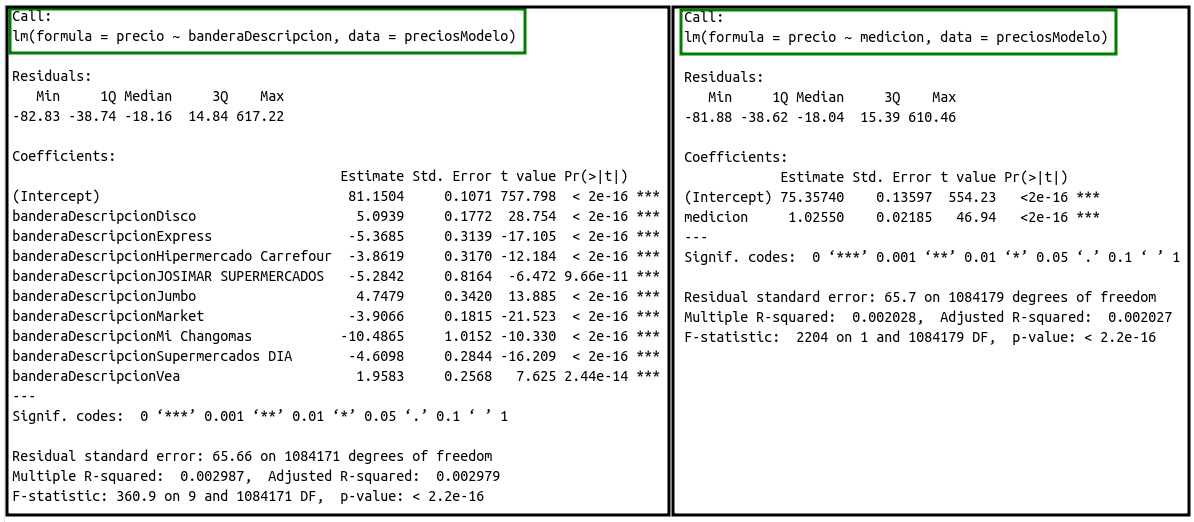 Call:
lm(formula = precio ~ banderaDescripcion, data = preciosModelo)
Residuals:
Min 1Q Median 3Q Max
-82.83 -38.74 -18.16 14.84 617.22
Coefficients:
Estimate Std. Error t value Pr(>|t|)
(Intercept) 81.1504 0.1071 757.798 < 2e-16 ***
banderaDescripcionDisco 5.0939 0.1772 28.754 < 2e-16 ***
banderaDescripcionExpress -5.3685 0.3139 -17.105 < 2e-16 ***
banderaDescripcionHipermercado Carrefour -3.8619 0.3170 -12.184 < 2e-16 ***
banderaDescripcionJOSIMAR SUPERMERCADOS -5.2842 0.8164 -6.472 9.66e-11 ***
banderaDescripcionJumbo 4.7479 0.3420 13.885 < 2e-16 ***
banderaDescripcionMarket -3.9066 0.1815 -21.523 < 2e-16 ***
banderaDescripcionMi Changomas -10.4865 1.0152 -10.330 < 2e-16 ***
banderaDescripcionSupermercados DIA -4.6098 0.2844 -16.209 < 2e-16 ***
banderaDescripcionVea 1.9583 0.2568 7.625 2.44e-14 ***
---
Signif. codes: 0 ‘***’ 0.001 ‘**’ 0.01 ‘*’ 0.05 ‘.’ 0.1 ‘ ’ 1
Residual standard error: 65.66 on 1084171 degrees of freedom
Multiple R-squared: 0.002987, Adjusted R-squared: 0.002979
F-statistic: 360.9 on 9 and 1084171 DF, p-value: < 2.2e-16
Call:
lm(formula = precio ~ medicion, data = preciosModelo)
Residuals:
Min 1Q Median 3Q Max
-81.88 -38.62 -18.04 15.39 610.46
Coefficients:
Estimate Std. Error t value Pr(>|t|)
(Intercept) 75.35740 0.13597 554.23 <2e-16 ***
medicion 1.02550 0.02185 46.94 <2e-16 ***
---
Signif. codes: 0 ‘***’ 0.001 ‘**’ 0.01 ‘*’ 0.05 ‘.’ 0.1 ‘ ’ 1
Residual standard error: 65.7 on 1084179 degrees of freedom
Multiple R-squared: 0.002028, Adjusted R-squared: 0.002027
F-statistic: 2204 on 1 and 1084179 DF, p-value: < 2.2e-16